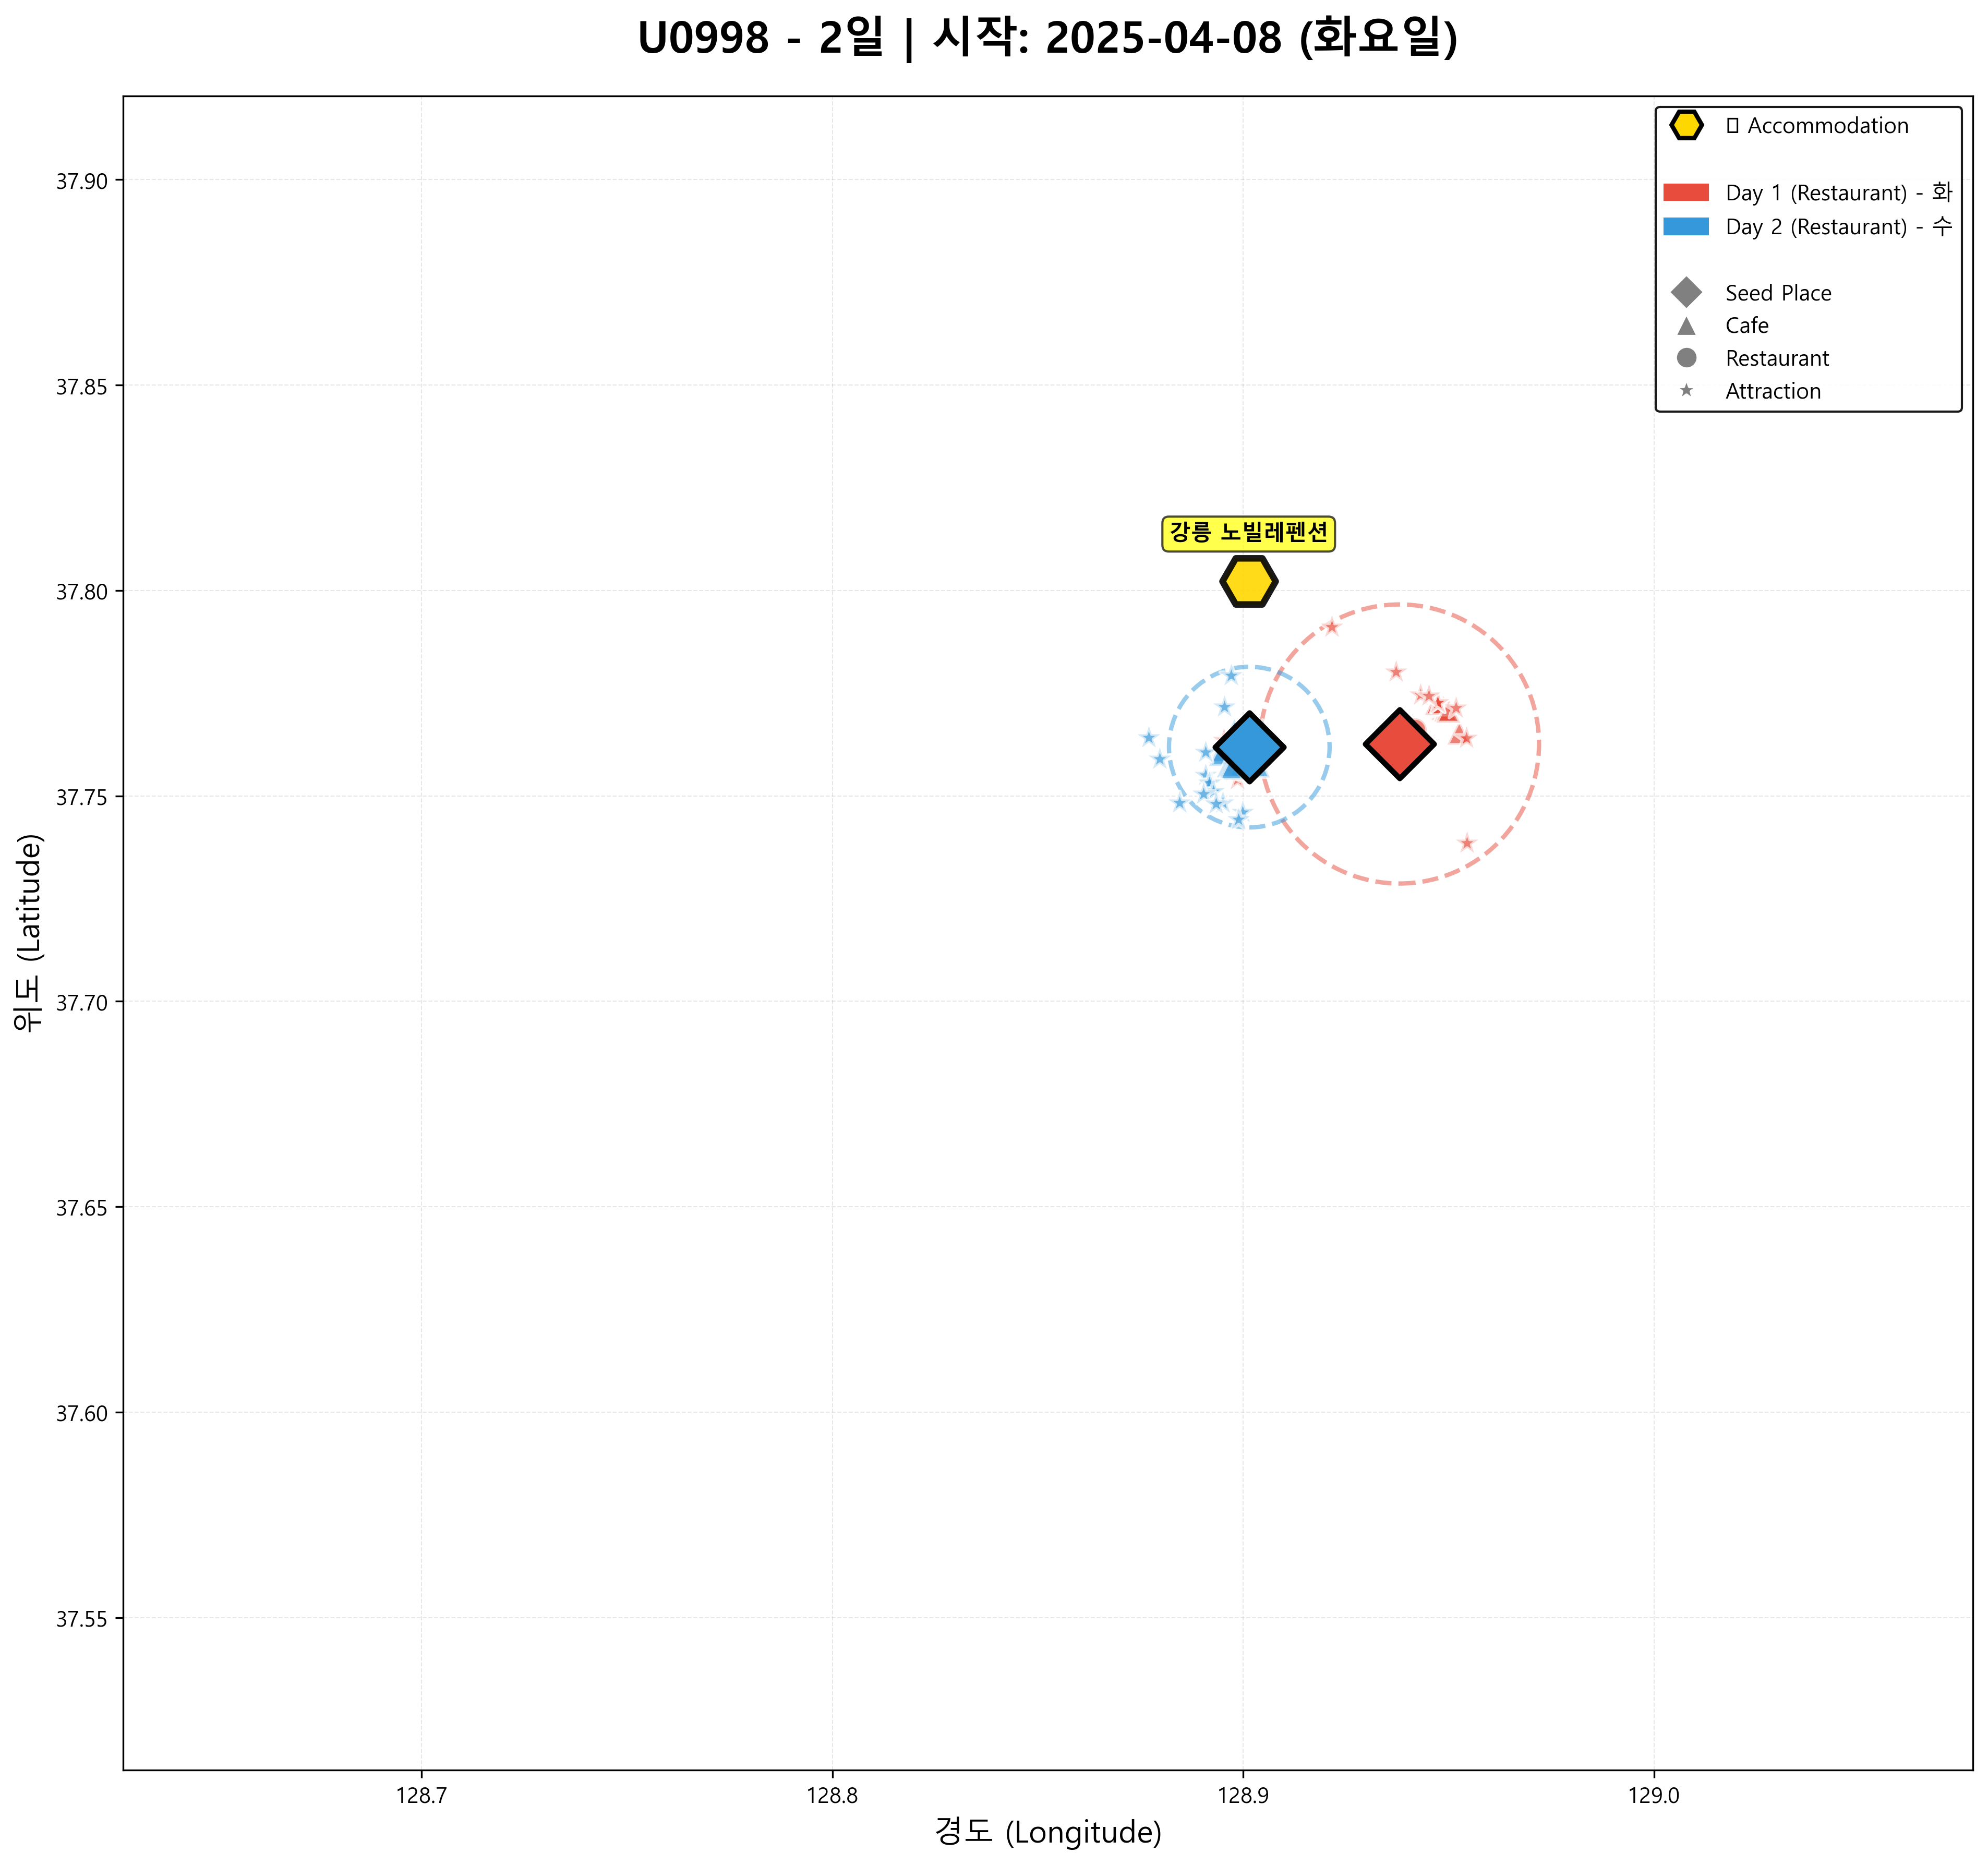 U0998 - 2일 | 시작: 2025-04-08 (화요일)
Accommodation
Day 1 (Restaurant) - 화
Day 2 (Restaurant) - 수
Seed Place
Cafe
Restaurant
Attraction
강릉 노빌레펜션
위도 (Latitude)
37.90
37.85
37.80
37.75
37.70
37.65
37.60
37.55
128.7
128.8
128.9
129.0
경도 (Longitude)